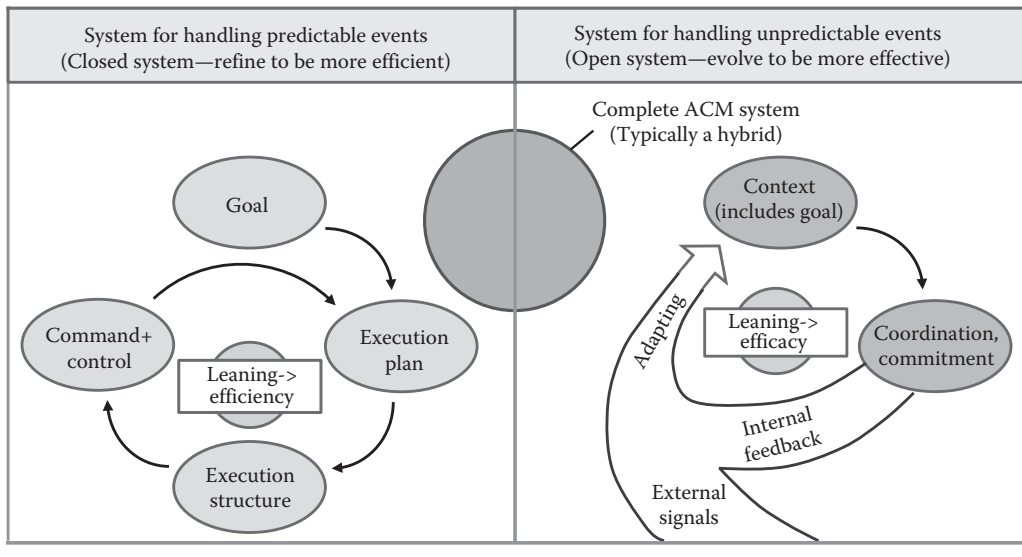 System for handling predictable events
(Closed system—refine to be more efficient)
System for handling unpredictable events
(Open system—evolve to be more effective)
Complete ACM system
(Typically a hybrid)
Goal
Command+
control
Execution
plan
Leaning->
efficiency
Execution
structure
Context
(includes goal)
Adapting
Leaning->
efficacy
Coordination,
commitment
Internal
feedback
External
signals